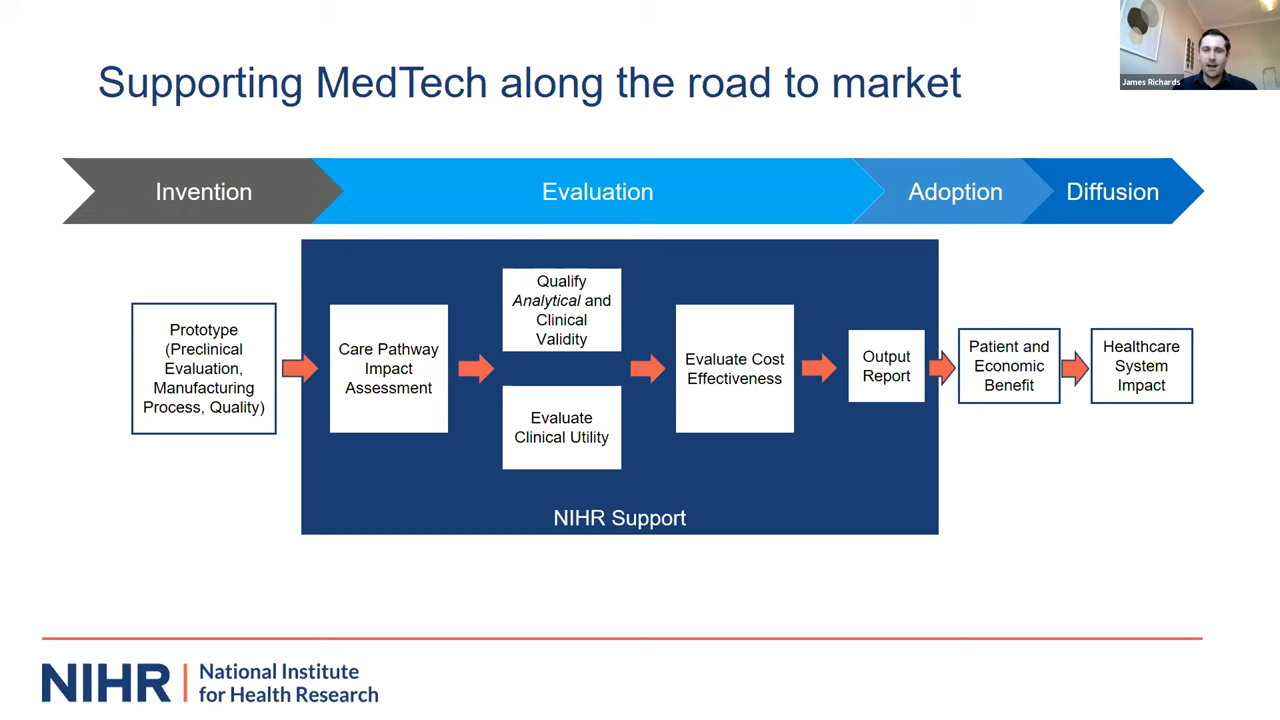 James Richards
Supporting MedTech along the road to market
Invention
Evaluation
Adoption
Diffusion
Prototype
(Preclinical
Evaluation,
Manufacturing
Process, Quality)
Care Pathway
Impact
Assessment
Qualify
Analytical and
Clinical
Validity
Evaluate
Clinical Utility
Evaluate Cost
Effectiveness
Output
Report
Patient and
Economic
Benefit
Healthcare
System
Impact
NIHR Support
NIHR
National Institute
for Health Research